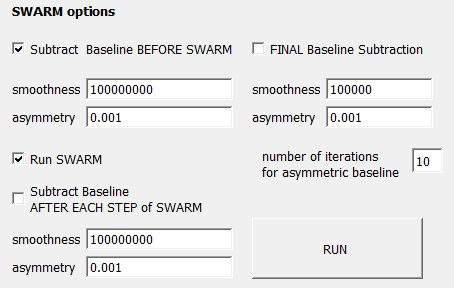 SWARM options
Subtract Baseline BEFORE SWARM
FINAL Baseline Subtraction
smoothness 100000000
smoothness 100000
asymmetry 0.001
asymmetry 0.001
Run SWARM
number of iterations
for asymmetric baseline
10
Subtract Baseline
AFTER EACH STEP of SWARM
smoothness 100000000
asymmetry 0.001
RUN